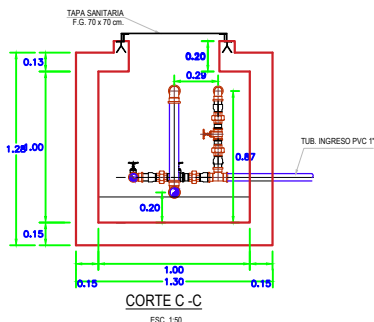 TAPA SANITARIA
F.G. 70 x 70 cm.
0.13
0.20
0.29
1.28
1.00
0.87
TUB. INGRESO PVC 1"
0.20
0.15
1.00
0.15
1.30
0.15
CORTE C -C
ESC. 1:50